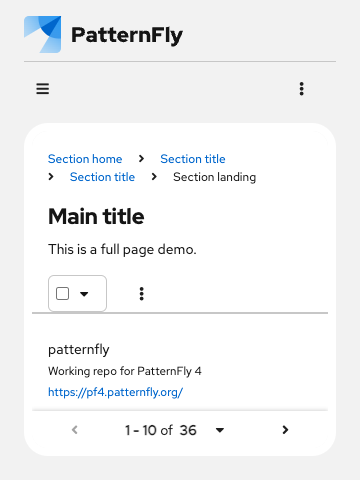 PatternFly
Section home Section title
Section title Section landing
Main title
This is a full page demo.
patternfly
Working repo for PatternFly 4
https://pf4.patternfly.org/
1 - 10 of 36